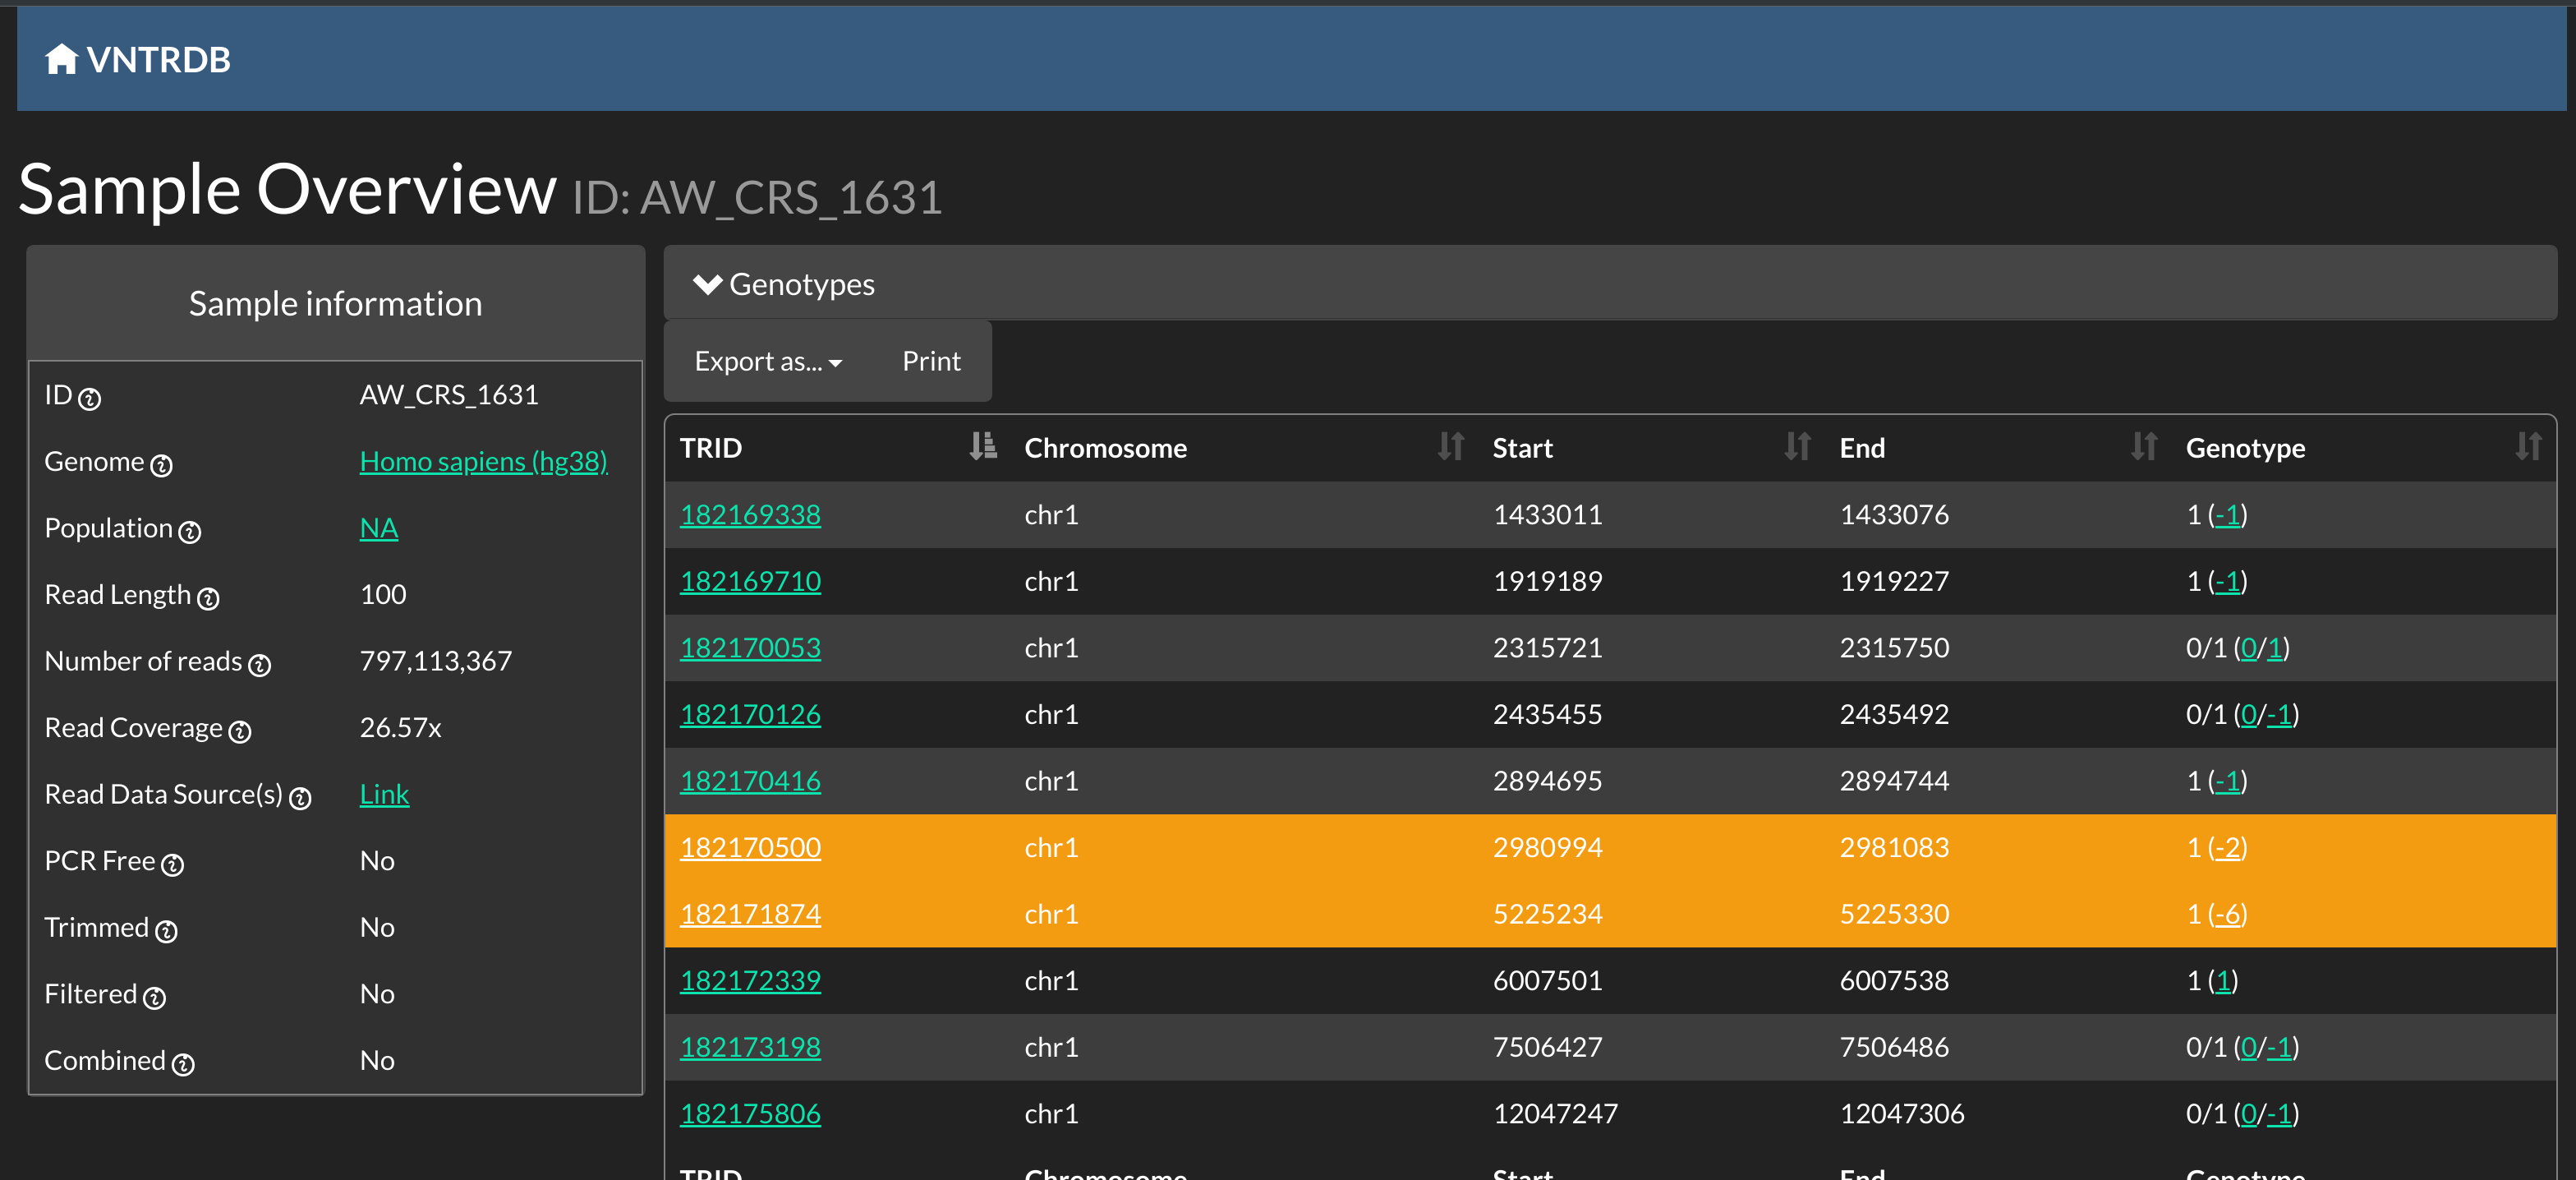 VNTRDB
Sample Overview ID: AW_CRS_1631
Sample information
ID AW_CRS_1631
Genome Homo sapiens (hg38)
Population NA
Read Length 100
Number of reads 797,113,367
Read Coverage 26.57x
Read Data Source(s) Link
PCR Free No
Trimmed No
Filtered No
Combined No
Genotypes
Export as... Print
TRID Chromosome Start End Genotype
182169338 chr1 1433011 1433076 1 (-1)
182169710 chr1 1919189 1919227 1 (-1)
182170053 chr1 2315721 2315750 0/1 (0/1)
182170126 chr1 2435455 2435492 0/1 (0/-1)
182170416 chr1 2894695 2894744 1 (-1)
182170500 chr1 2980994 2981083 1 (-2)
182171874 chr1 5225234 5225330 1 (-6)
182172339 chr1 6007501 6007538 1 (1)
182173198 chr1 7506427 7506486 0/1 (0/-1)
182175806 chr1 12047247 12047306 0/1 (0/-1)
TRID Chromosome Start End Genotype